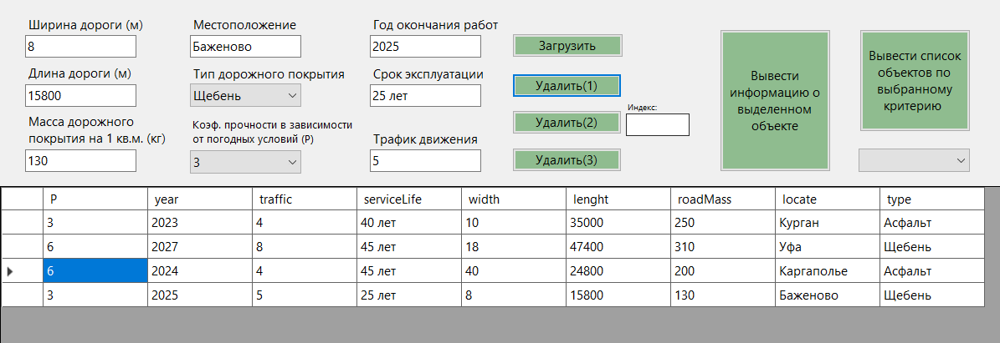 Ширина дороги (м)
8
Длина дороги (м)
15800
Масса дорожного
покрытия на 1 кв.м. (кг)
130
Местоположение
Баженово
Тип дорожного покрытия
Щебень
Коэф. прочности в зависимости
от погодных условий (P)
3
Год окончания работ
2025
Срок эксплуатации
25 лет
Трафик движения
5
Загрузить
Удалить(1)
Удалить(2)
Индекс:
Удалить(3)
Вывести
информацию о
выделенном
объекте
Вывести список
объектов по
выбранному
критерию
P year traffic serviceLife width lenght roadMass locate type
3 2023 4 40 лет 10 35000 250 Курган Асфальт
6 2027 8 45 лет 18 47400 310 Уфа Щебень
6 2024 4 45 лет 40 24800 200 Каргаполье Асфальт
3 2025 5 25 лет 8 15800 130 Баженово Щебень